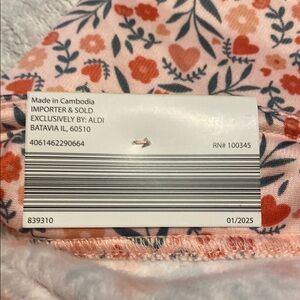 Made in Cambodia
IMPORTER & SOLD
EXCLUSIVELY BY: ALDI
BATAVIA IL, 60510
4061462290664 RN# 100345
839310 01/2025